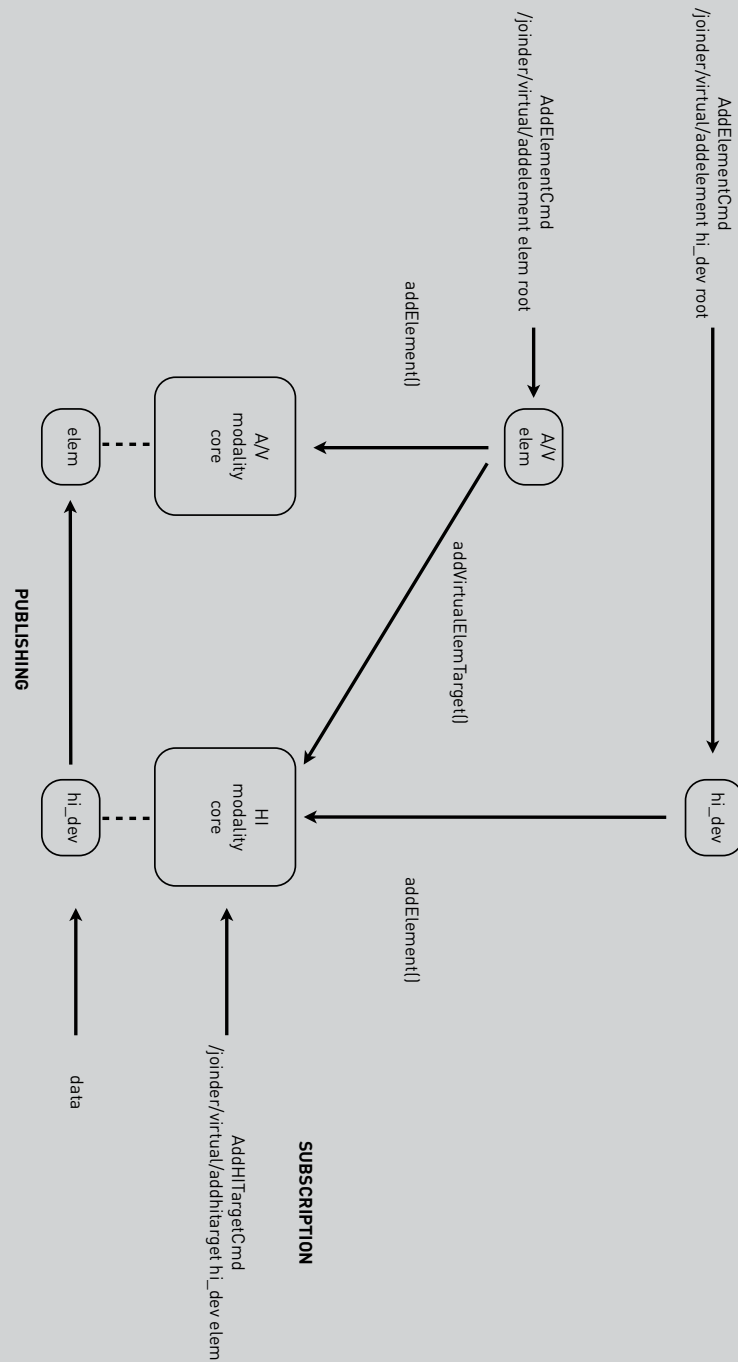 AddElementCmd
/joinder/virtual/addelement hi_dev root
hi_dev
AddElementCmd
/joinder/virtual/addelement elem root
A/V
elem
addVirtualElemTarget()
addElement()
addElement()
A/V
modality
core
HI
modality
core
SUBSCRIPTION
AddHITargetCmd
/joinder/virtual/addhitarget hi_dev elem
elem
hi_dev
data
PUBLISHING